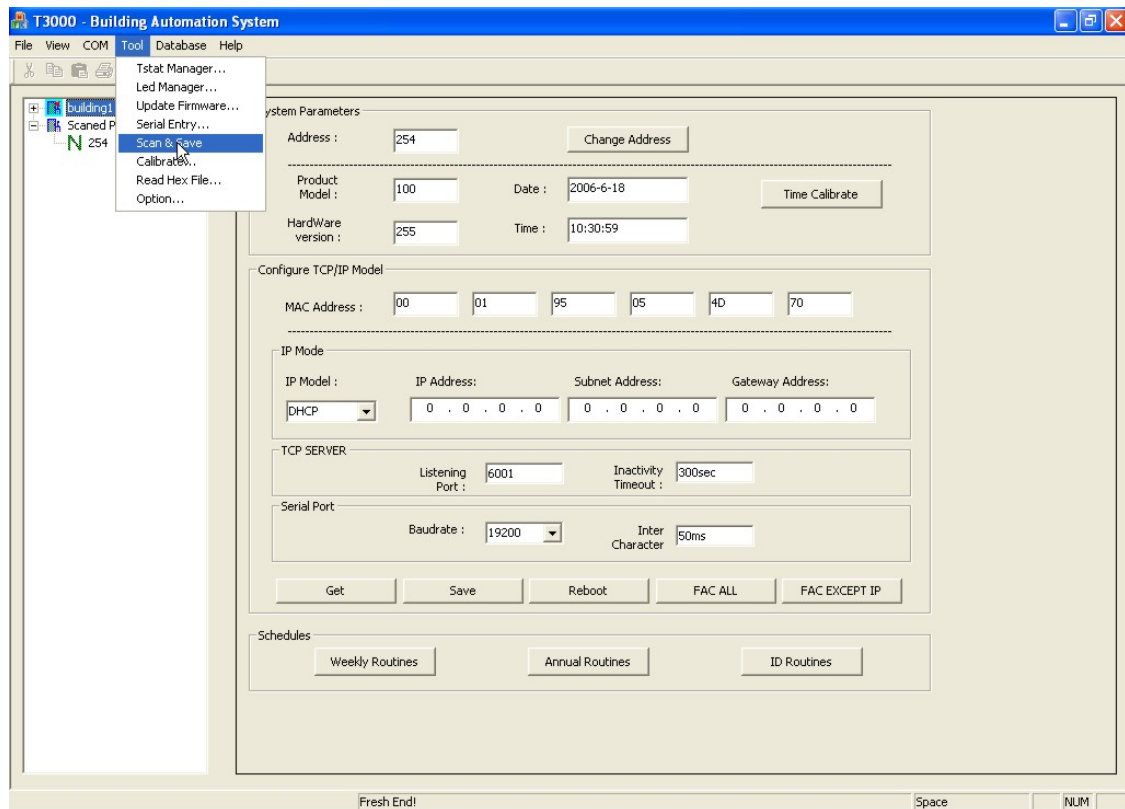 T3000 - Building Automation System
File View COM Tool Database Help
Tstat Manager...
Led Manager...
Update Firmware...
Serial Entry...
Scan & Save
Calibrate...
Read Hex File...
Option...
building1
Scaned P
254
ystem Parameters
Address : 254 Change Address
Product Model : 100 Date : 2006-6-18 Time Calibrate
HardWare version : 255 Time : 10:30:59
Configure TCP/IP Model
MAC Address : 00 01 95 05 4D 70
IP Mode
IP Model : IP Address: Subnet Address: Gateway Address:
DHCP 0 . 0 . 0 . 0 0 . 0 . 0 . 0 0 . 0 . 0 . 0
TCP SERVER
Listening Port : 6001 Inactivity Timeout : 300sec
Serial Port
Baudrate : 19200 Inter Character 50ms
Get Save Reboot FAC ALL FAC EXCEPT IP
Schedules
Weekly Routines Annual Routines ID Routines
Fresh End! Space NUM